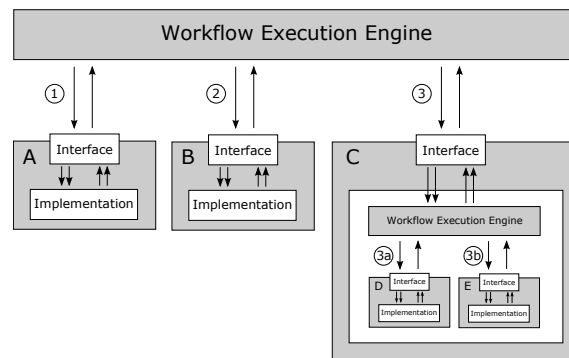 Workflow Execution Engine
1
2
3
A
Interface
Implementation
B
Interface
Implementation
C
Interface
Workflow Execution Engine
3a
3b
D
Interface
Implementation
E
Interface
Implementation